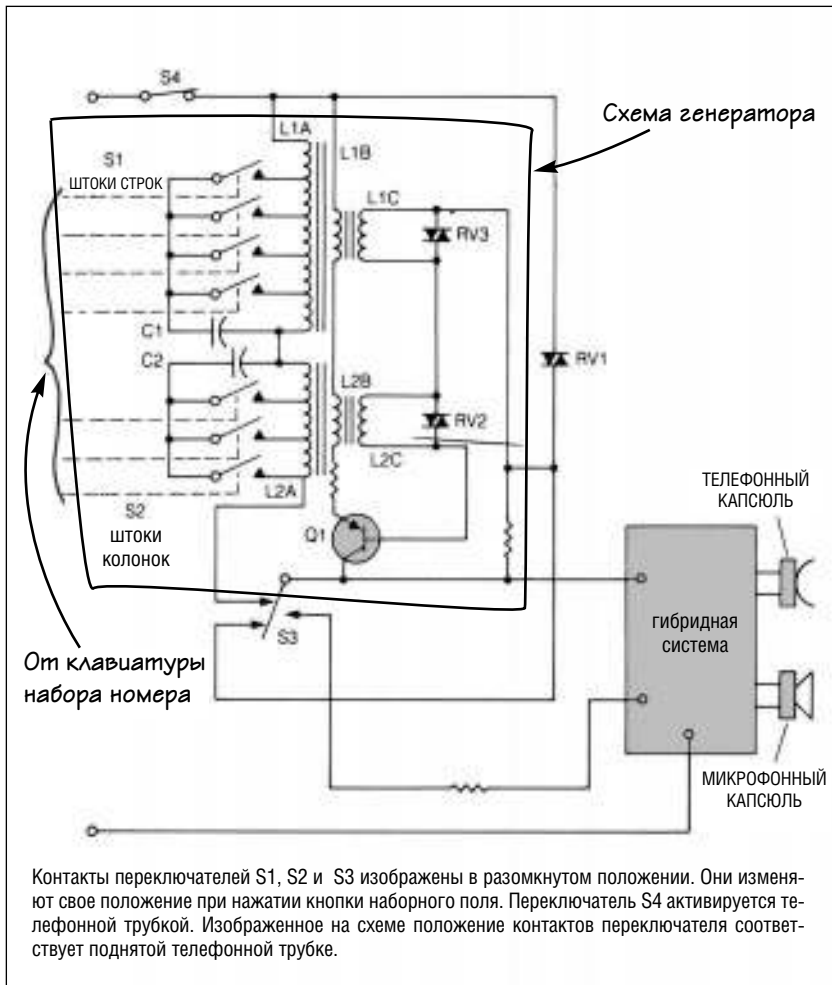 S4
Схема генератора
L1A
L1B
S1
ШТОКИ СТРОК
L1C
RV3
C1
C2
RV1
L2B
RV2
L2C
L2A
S2
ШТОКИ
КОЛОНОК
Q1
ТЕЛЕФОННЫЙ
КАПСЮЛЬ
гибридная
система
S3
От клавиатуры
набора номера
МИКРОФОННЫЙ
КАПСЮЛЬ
Контакты переключателей S1, S2 и S3 изображены в разомкнутом положении. Они изменя-
ют свое положение при нажатии кнопки наборного поля. Переключатель S4 активируется те-
лефонной трубкой. Изображенное на схеме положение контактов переключателя соответ-
ствует поднятой телефонной трубке.